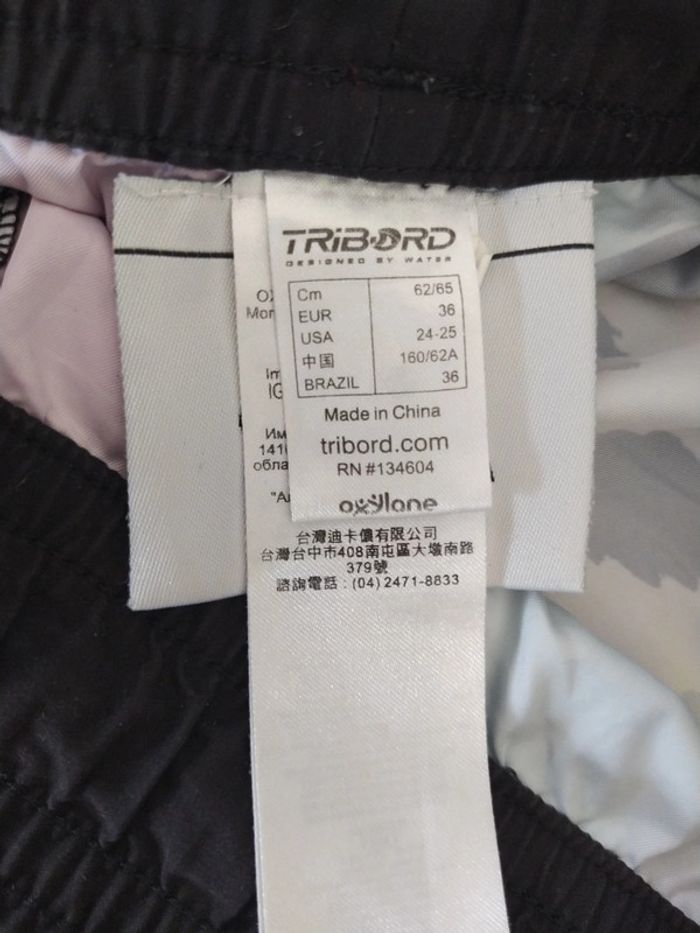 TRIBORD
DESIGNED BY WATER
Cm 62/65
EUR 36
USA 24-25
中国 160/62A
BRAZIL 36
Made in China
tribord.com
RN #134604
oxylane
台灣迪卡儂有限公司
台灣台中市408南屯區大墩南路
379號
諮詢電話 : (04) 2471-8833